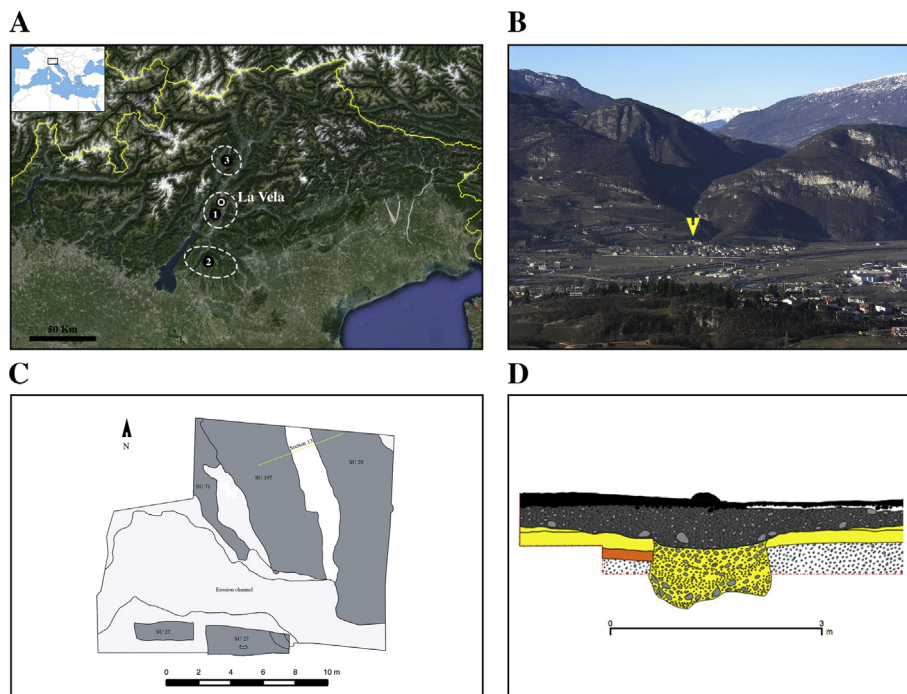 A
3
La Vela
1
2
50 Km
B
C
N
Section 13
SU 71
SU 197
SU 28
Erosion channel
SU 27
SU 27
0 2 4 6 8 10 m
D
0 3
m